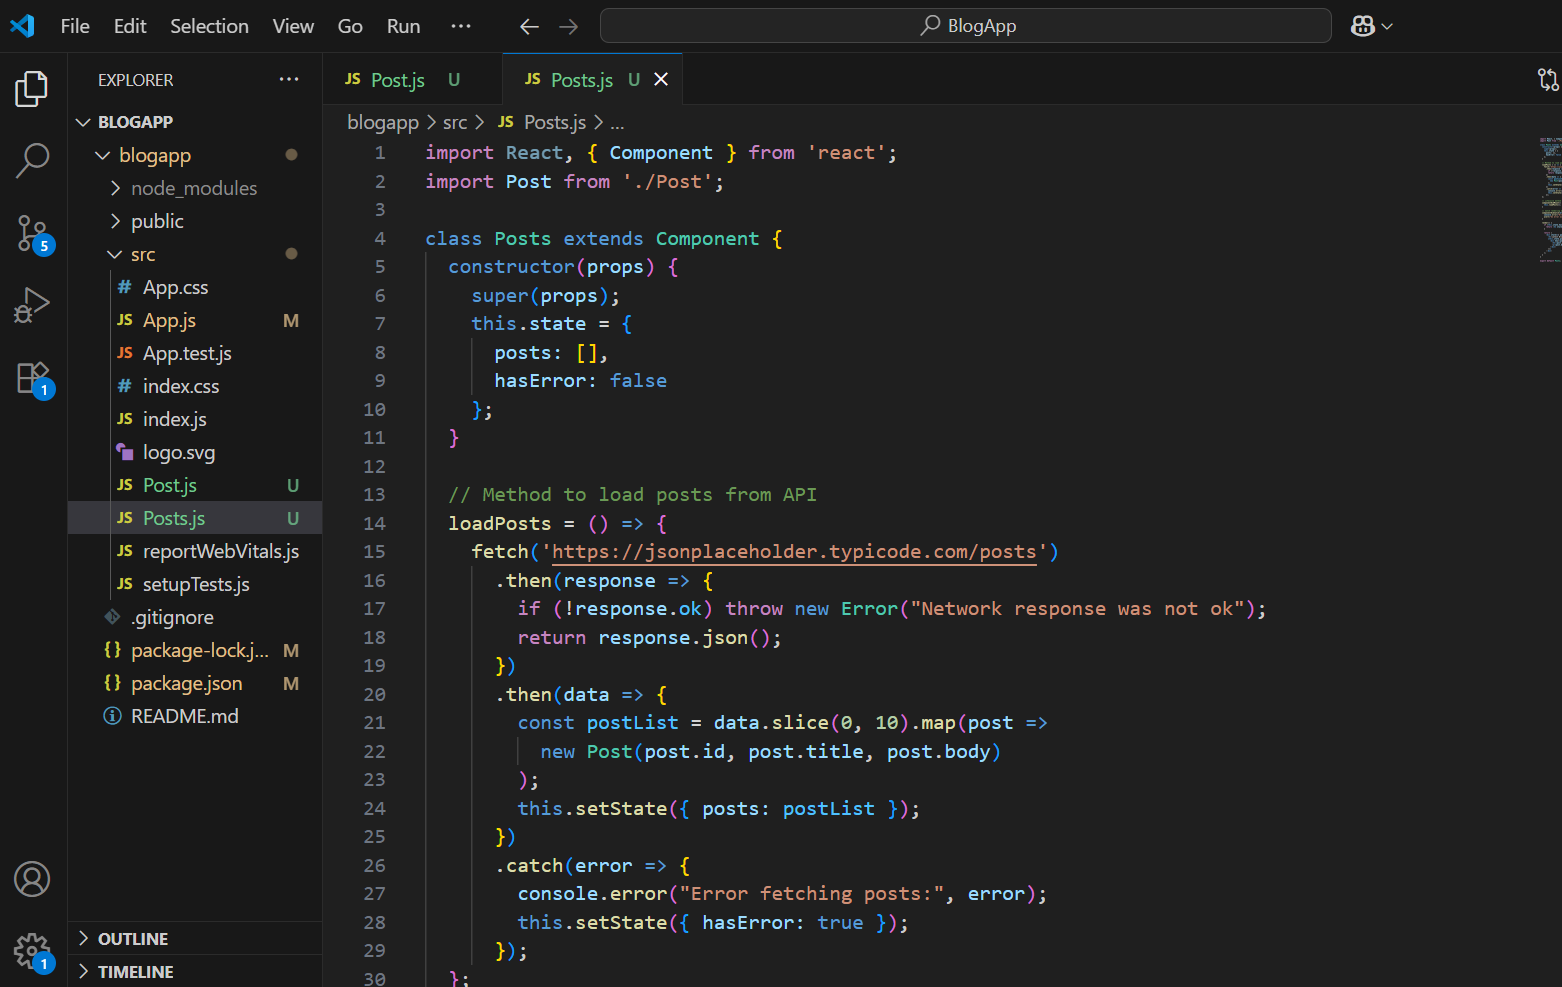 File Edit Selection View Go Run ··· BlogApp
EXPLORER ···
BLOGAPP
blogapp
node_modules
public
src
# App.css
JS App.js M
JS App.test.js
# index.css
JS index.js
logo.svg
JS Post.js U
JS Posts.js U
JS reportWebVitals.js
JS setupTests.js
.gitignore
{} package-lock.j... M
{} package.json M
README.md
OUTLINE
TIMELINE
5
1
1
JS Post.js U JS Posts.js U
blogapp > src > JS Posts.js > ...
1 import React, { Component } from 'react';
2 import Post from './Post';
3
4 class Posts extends Component {
5 constructor(props) {
6 super(props);
7 this.state = {
8 posts: [],
9 hasError: false
10 };
11 }
12
13 // Method to load posts from API
14 loadPosts = () => {
15 fetch('https://jsonplaceholder.typicode.com/posts')
16 .then(response => {
17 if (!response.ok) throw new Error("Network response was not ok");
18 return response.json();
19 })
20 .then(data => {
21 const postList = data.slice(0, 10).map(post =>
22 new Post(post.id, post.title, post.body)
23 );
24 this.setState({ posts: postList });
25 })
26 .catch(error => {
27 console.error("Error fetching posts:", error);
28 this.setState({ hasError: true });
29 });
30 };